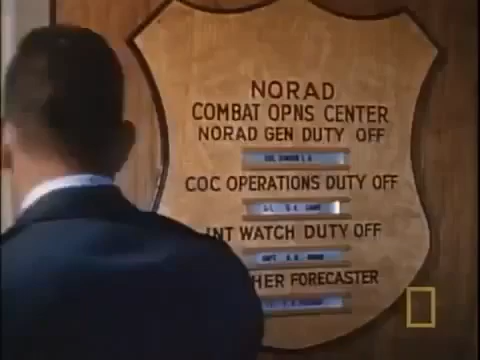 NORAD
COMBAT OPNS CENTER
NORAD GEN DUTY OFF
COC OPERATIONS DUTY OFF
INT WATCH DUTY OFF
HER FORECASTER